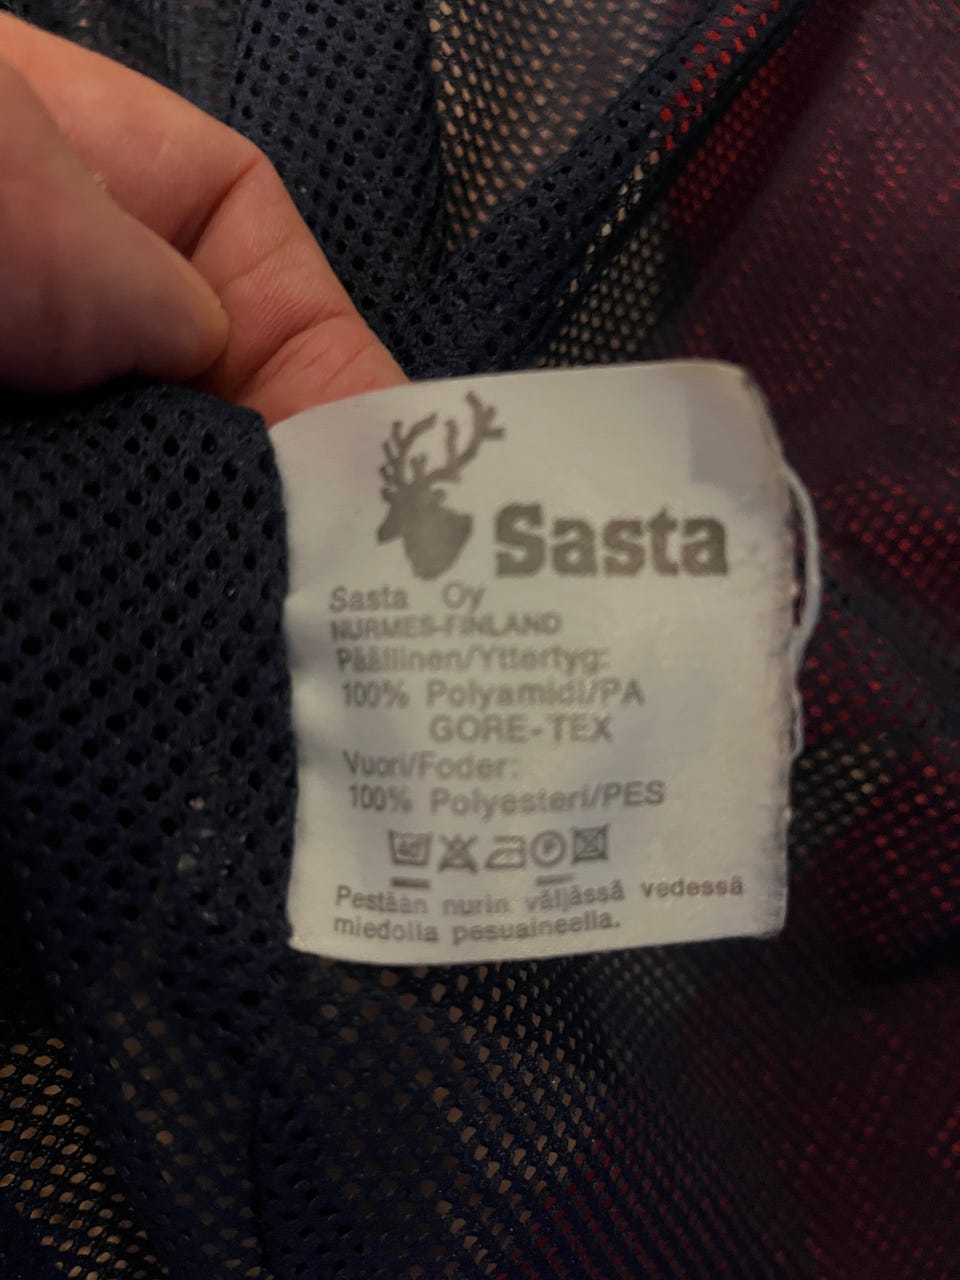 Sasta
Sasta Oy
NURMES-FINLAND
Päällinen/Yttertyg:
100% Polyamidi/PA
GORE-TEX
Vuori/Foder:
100% Polyesteri/PES
40 P
Pestään nurin väljässä vedessä
miedolla pesuaineella.